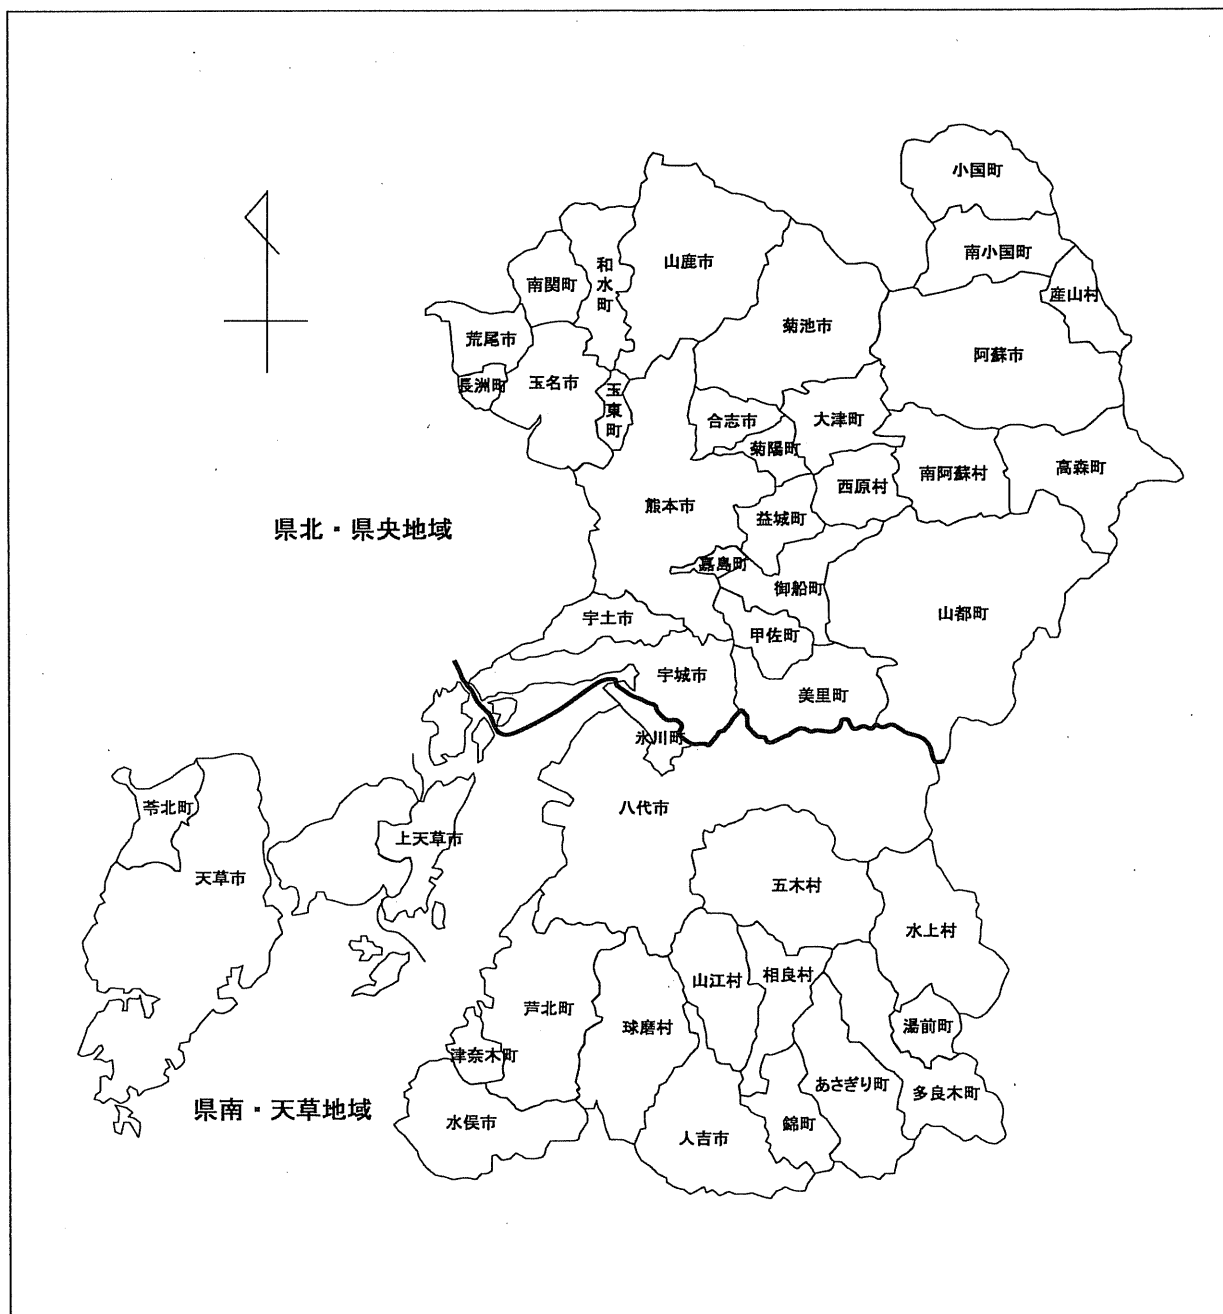 小国町
南小国町
産山村
山鹿市
和水町
南関町
菊池市
荒尾市
阿蘇市
長洲町
玉名市
玉東町
合志市
大津町
菊陽町
南阿蘇村
高森町
西原村
熊本市
益城町
県北・県央地域
嘉島町
御船町
山都町
宇土市
甲佐町
宇城市
美里町
氷川町
八代市
苓北町
上天草市
天草市
五木村
水上村
山江村
相良村
芦北町
球磨村
湯前町
津奈木町
あさぎり町
多良木町
県南・天草地域
水俣市
錦町
人吉市